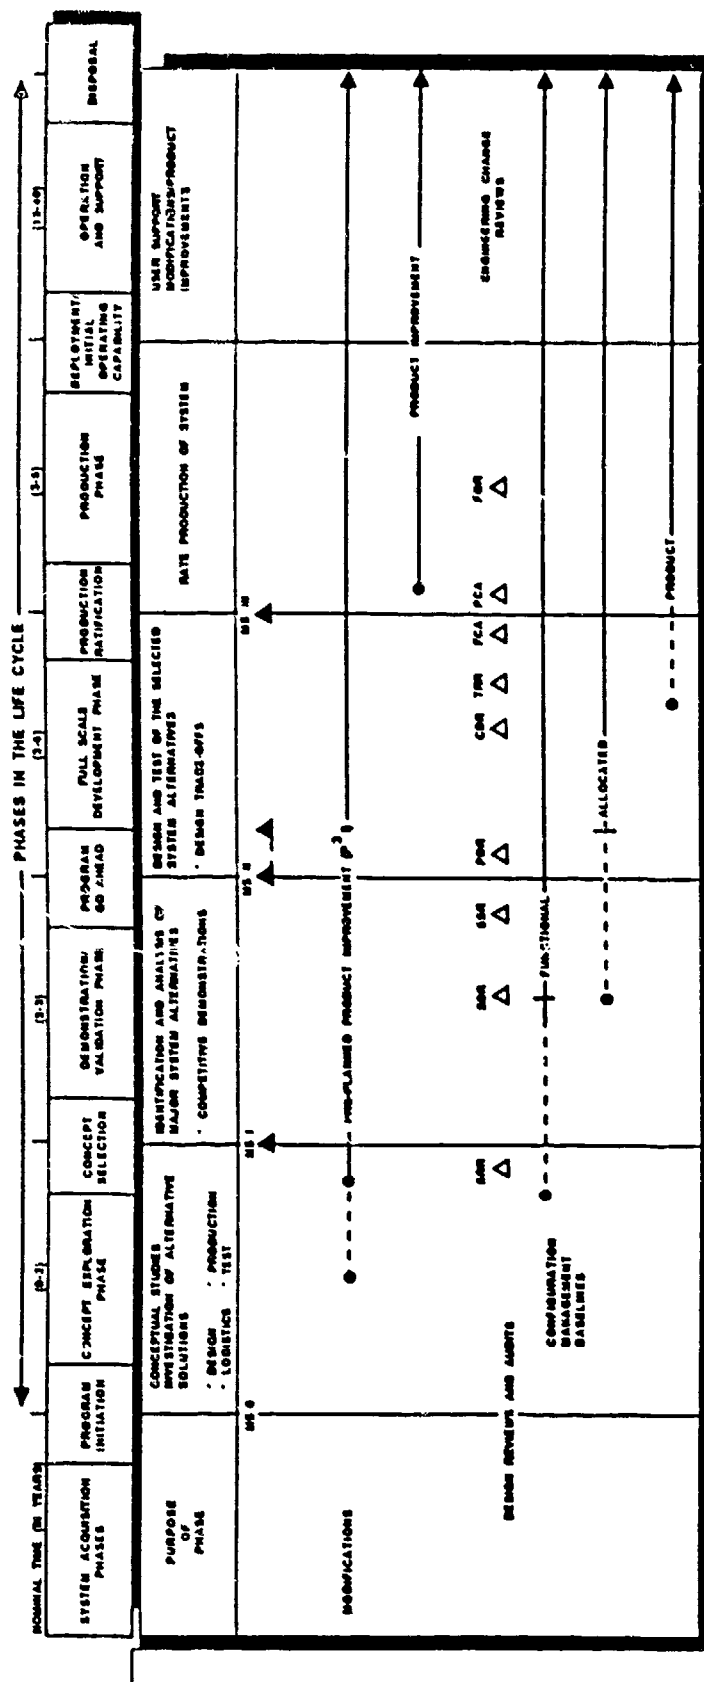 PHASES IN THE LIFE CYCLE
NOMINAL TIME (IN YEARS)
(0-2)
(2-3)
(3-5)
(15-40)
SYSTEM ACQUISITION
PHASES
PROGRAM
INITIATION
CONCEPT EXPLORATION
PHASE
CONCEPT
SELECTION
DEMONSTRATION/
VALIDATION PHASE
PROGRAM
GO AHEAD
FULL SCALE
DEVELOPMENT PHASE
PRODUCTION
RATIFICATION
PRODUCTION
PHASE
DEPLOYMENT/
INITIAL
OPERATING
CAPABILITY
OPERATION
AND SUPPORT
DISPOSAL
PURPOSE
OF
PHASE
CONCEPTUAL STUDIES
INVESTIGATION OF ALTERNATIVE
SOLUTIONS
· DESIGN · PRODUCTION
· LOGISTICS · TEST
IDENTIFICATION AND ANALYSIS OF
MAJOR SYSTEM ALTERNATIVES
· COMPETITIVE DEMONSTRATIONS
DESIGN AND TEST OF THE SELECTED
SYSTEM ALTERNATIVES
· DESIGN TRADE-OFFS
RATE PRODUCTION OF SYSTEM
USER SUPPORT
MODIFICATIONS/PRODUCT
IMPROVEMENTS
MS 0
MS I
MS II
MS III
MODIFICATIONS
PRE-PLANNED PRODUCT IMPROVEMENT (P³I)
PRODUCT IMPROVEMENT
DESIGN REVIEWS AND AUDITS
SRR
SDR
SSR
PDR
CDR
TRR
FCA
PCA
FQR
ENGINEERING CHANGE
REVIEWS
CONFIGURATION
MANAGEMENT
BASELINES
FUNCTIONAL
ALLOCATED
PRODUCT